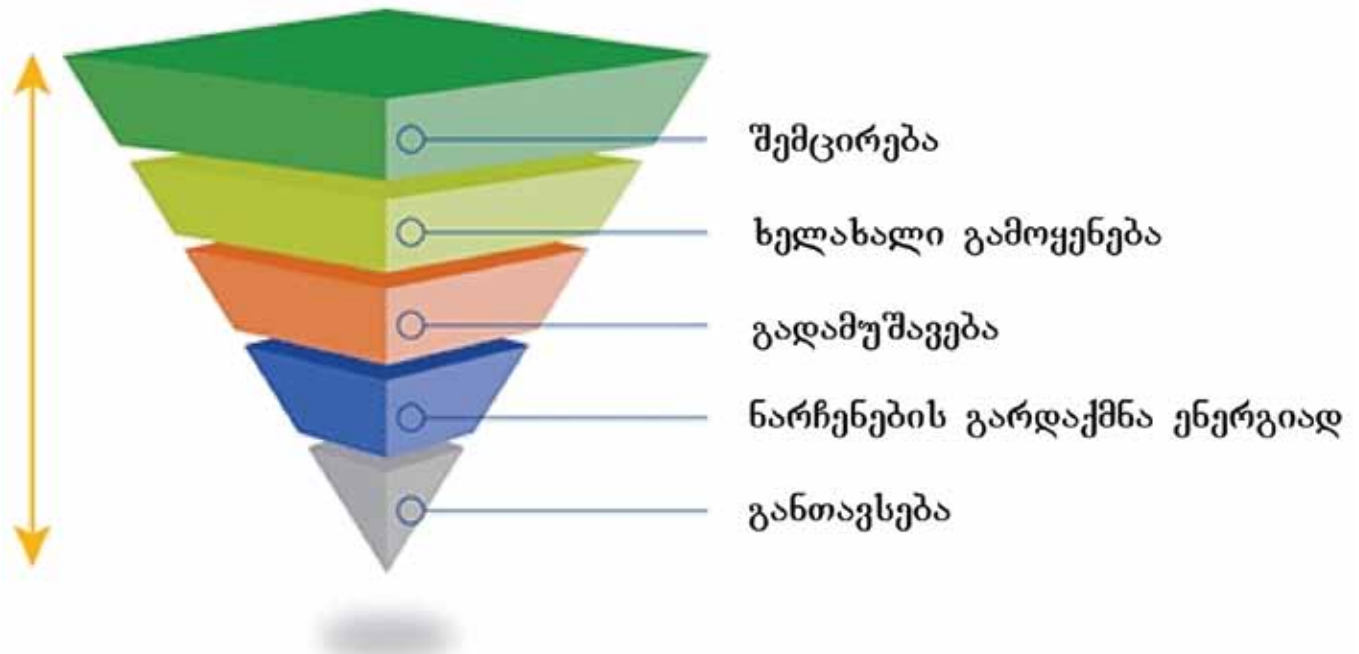 შემცირება
ხელახალი გამოყენება
გადამუშავება
ნარჩენების გარდაქმნა ენერგიად
განთავსება